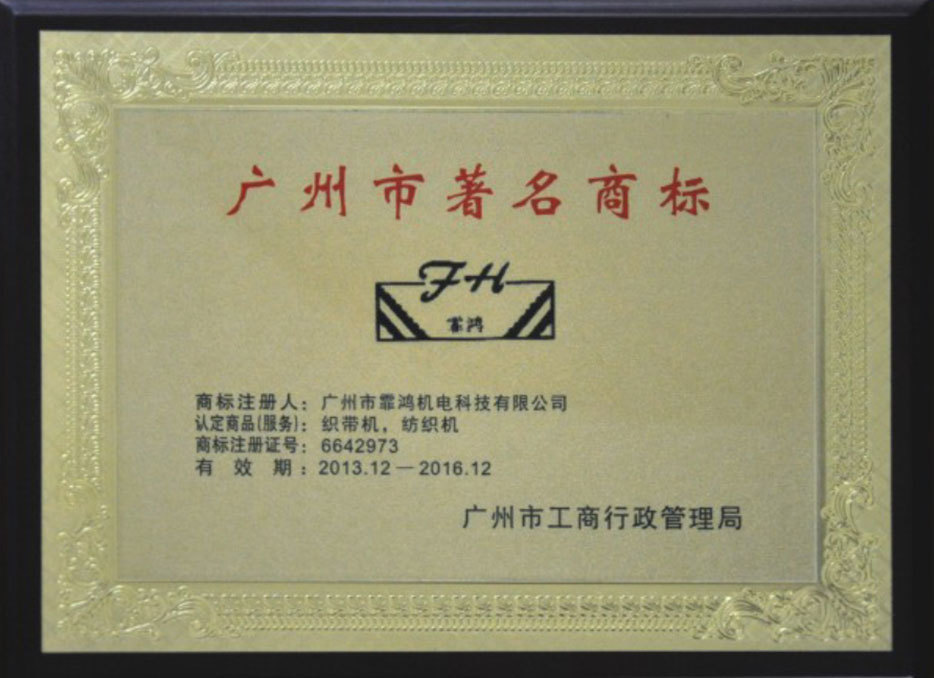 广州市著名商标
FH
霏鸿
商标注册人：广州市霏鸿机电科技有限公司
认定商品(服务)：织带机，纺织机
商标注册证号：6642973
有 效 期：2013.12－2016.12
广州市工商行政管理局